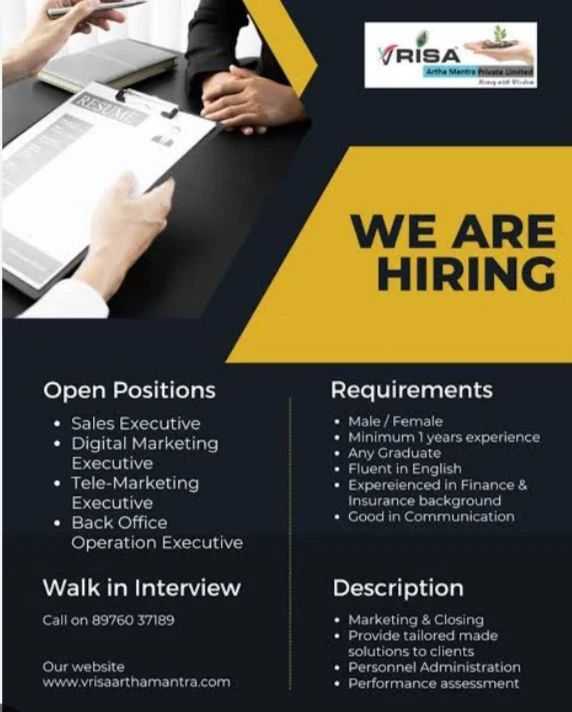 RESUME
VRISA
Artha Mantra Private Limited
Money with Wisdom
WE ARE
HIRING
Open Positions
• Sales Executive
• Digital Marketing
Executive
• Tele-Marketing
Executive
• Back Office
Operation Executive
Requirements
• Male / Female
• Minimum 1 years experience
• Any Graduate
• Fluent in English
• Expereienced in Finance &
Insurance background
• Good in Communication
Walk in Interview
Call on 89760 37189
Our website
www.vrisaarthamantra.com
Description
• Marketing & Closing
• Provide tailored made
solutions to clients
• Personnel Administration
• Performance assessment